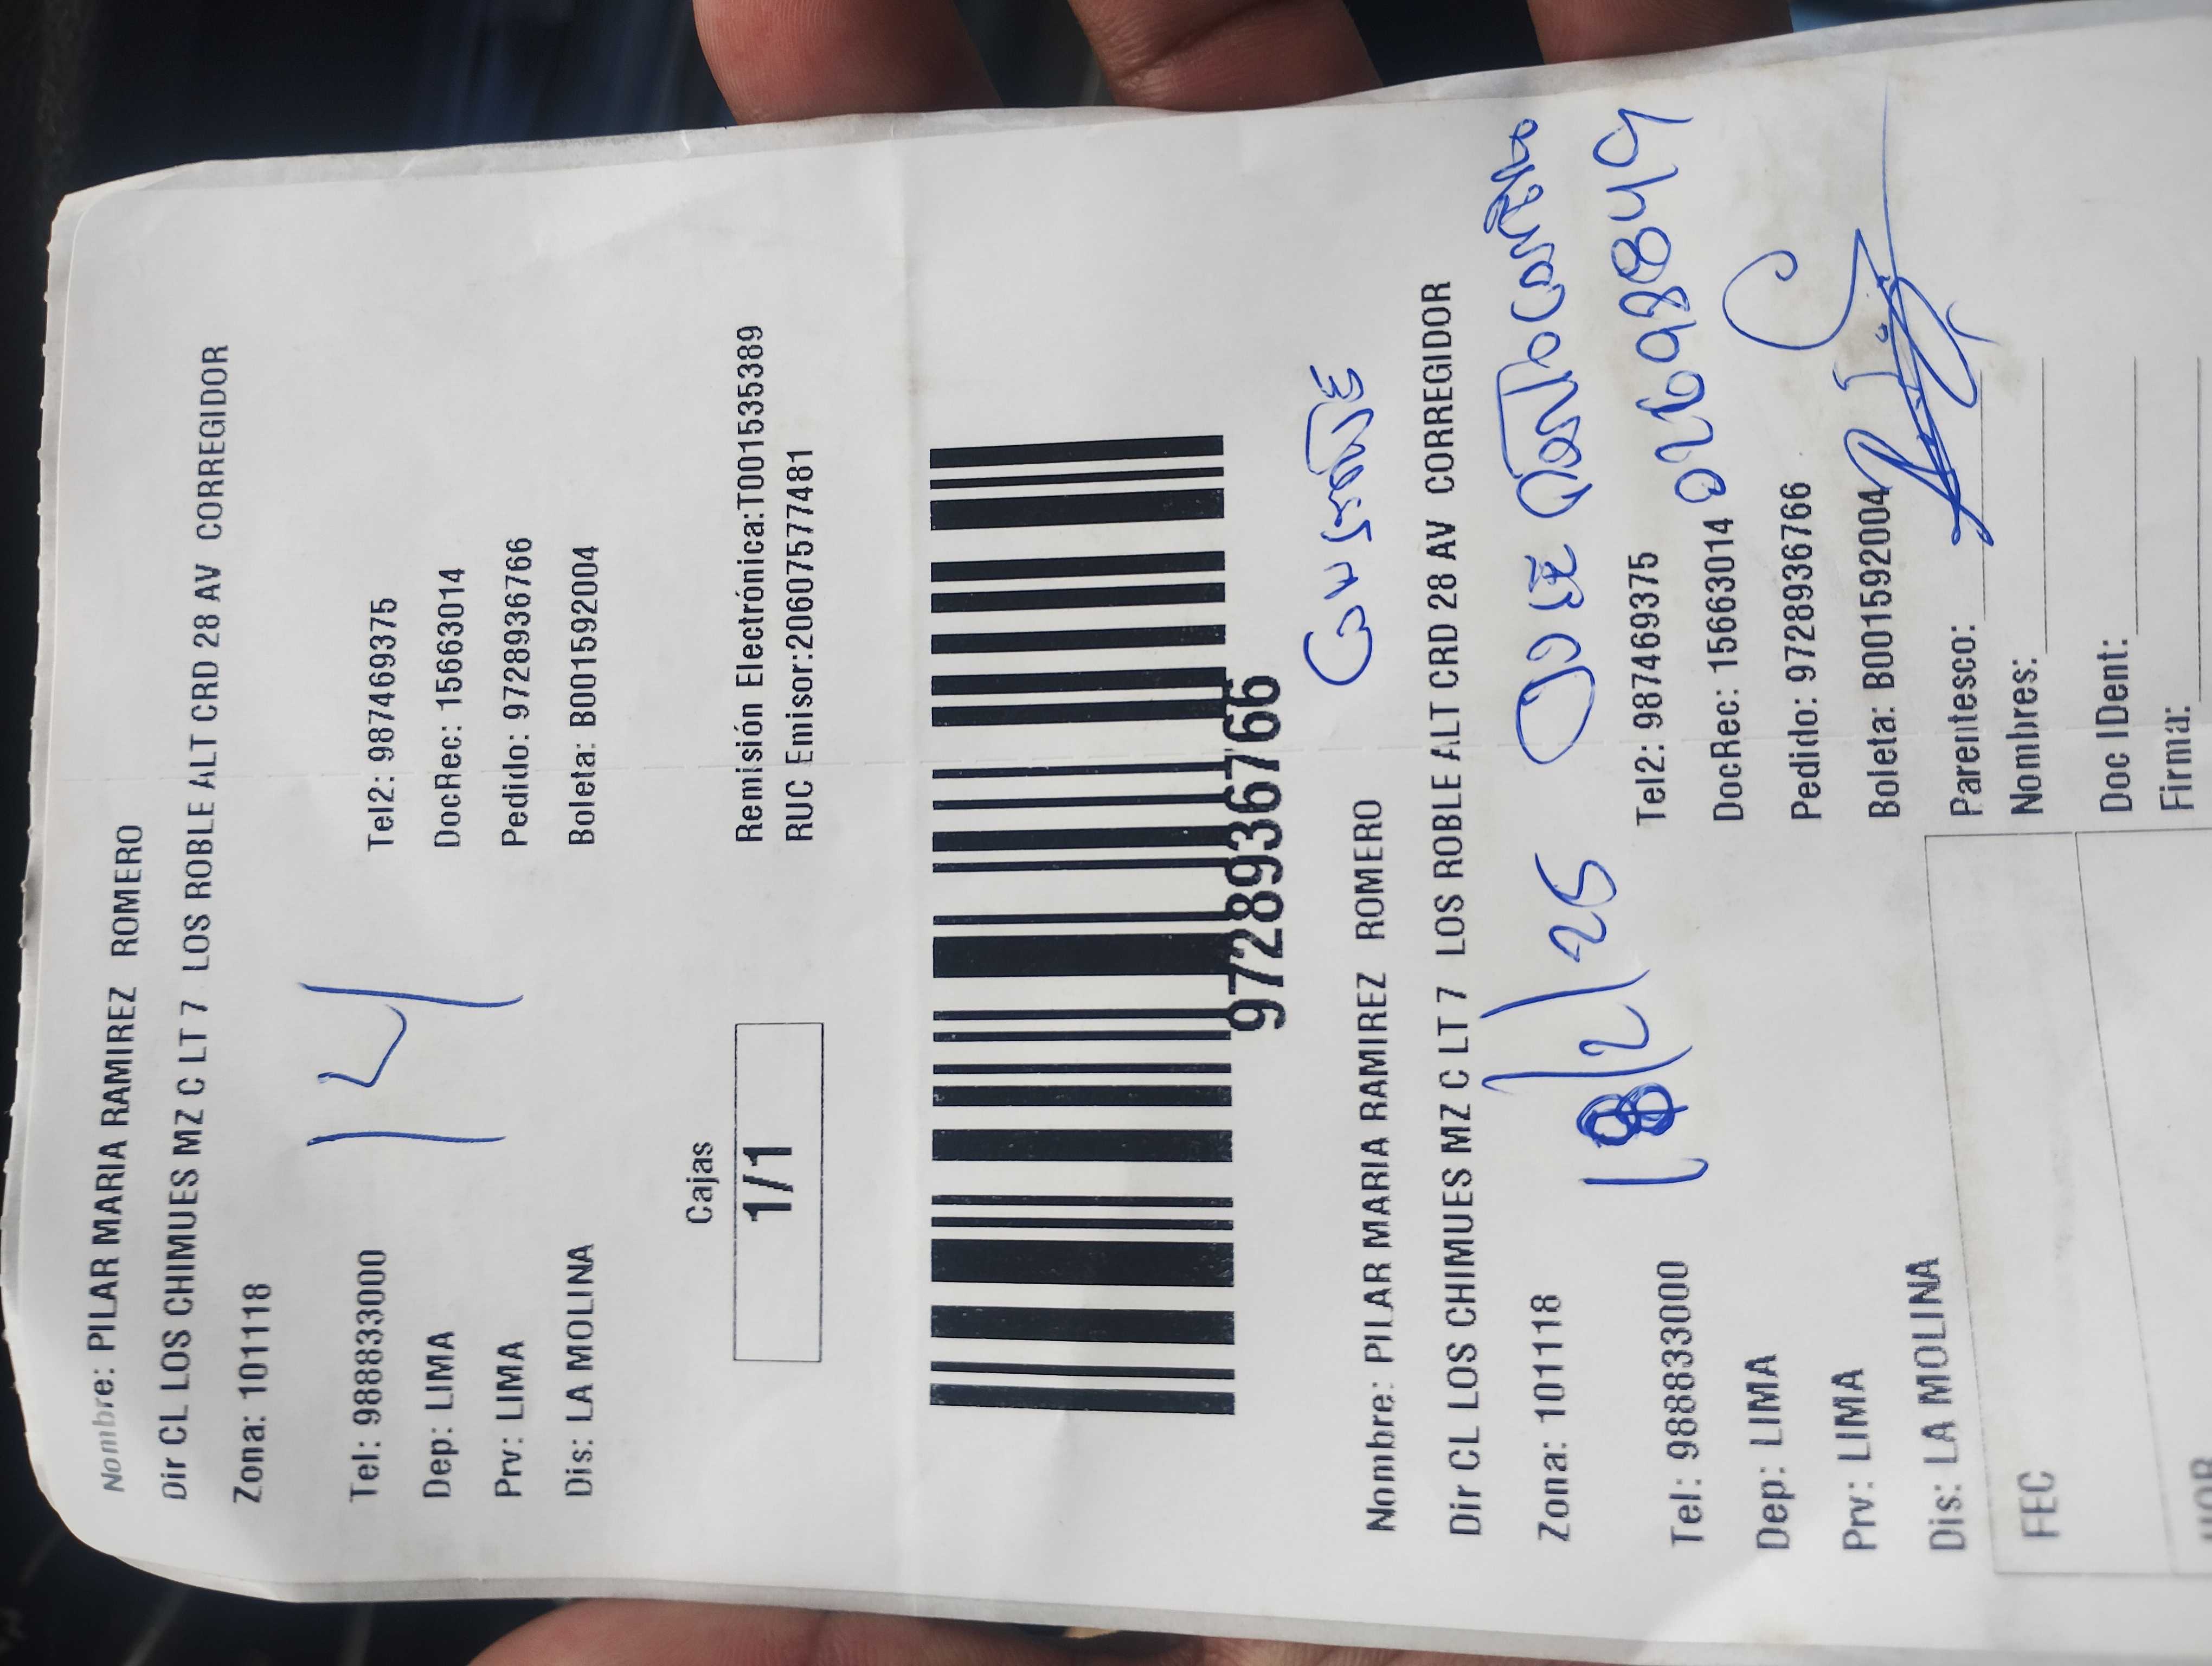 Nombre: PILAR MARIA RAMIREZ ROMERO
Dir CL LOS CHIMUES MZ C LT 7 LOS ROBLE ALT CRD 28 AV CORREGIDOR
Zona: 101118
14
Tel: 988833000 Tel2: 987469375
Dep: LIMA DocRec: 15663014
Prv: LIMA Pedido: 9728936766
Dis: LA MOLINA Boleta: B001592004
Cajas
1/1
Remisión Electrónica:T001535389
RUC Emisor:20607577481
9728936766
Nombre: PILAR MARIA RAMIREZ ROMERO
Dir CL LOS CHIMUES MZ C LT 7 LOS ROBLE ALT CRD 28 AV CORREGIDOR
Zona: 101118
18/2/25 JOSE
Tel: 988833000 Tel2: 987469375
Dep: LIMA DocRec: 15663014
Prv: LIMA Pedido: 9728936766
Dis: LA MOLINA Boleta: B001592004
FEC Parentesco:
Nombres:
Doc IDent:
HOR Firma: